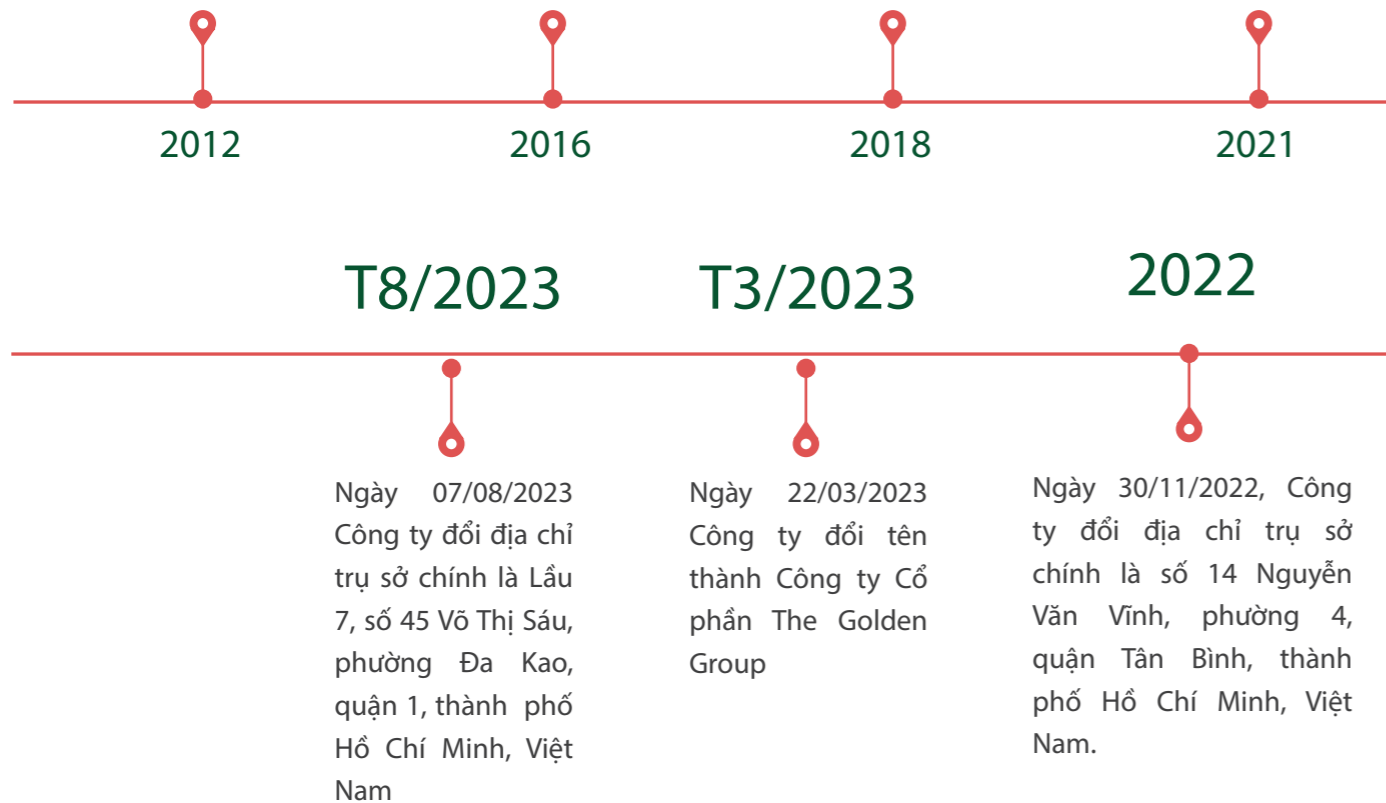 2012
2016
2018
2021
T8/2023
T3/2023
2022
Ngày 07/08/2023
Công ty đổi địa chỉ
trụ sở chính là Lầu
7, số 45 Võ Thị Sáu,
phường Đa Kao,
quận 1, thành phố
Hồ Chí Minh, Việt
Nam
Ngày 22/03/2023
Công ty đổi tên
thành Công ty Cổ
phần The Golden
Group
Ngày 30/11/2022, Công
ty đổi địa chỉ trụ sở
chính là số 14 Nguyễn
Văn Vĩnh, phường 4,
quận Tân Bình, thành
phố Hồ Chí Minh, Việt
Nam.